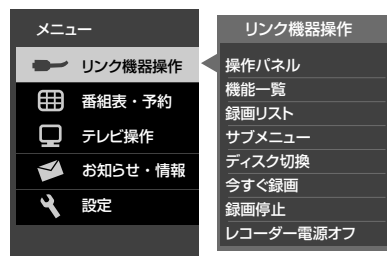 メニュー
リンク機器操作
番組表・予約
テレビ操作
お知らせ・情報
設定
リンク機器操作
操作パネル
機能一覧
録画リスト
サブメニュー
ディスク切換
今すぐ録画
録画停止
レコーダー電源オフ